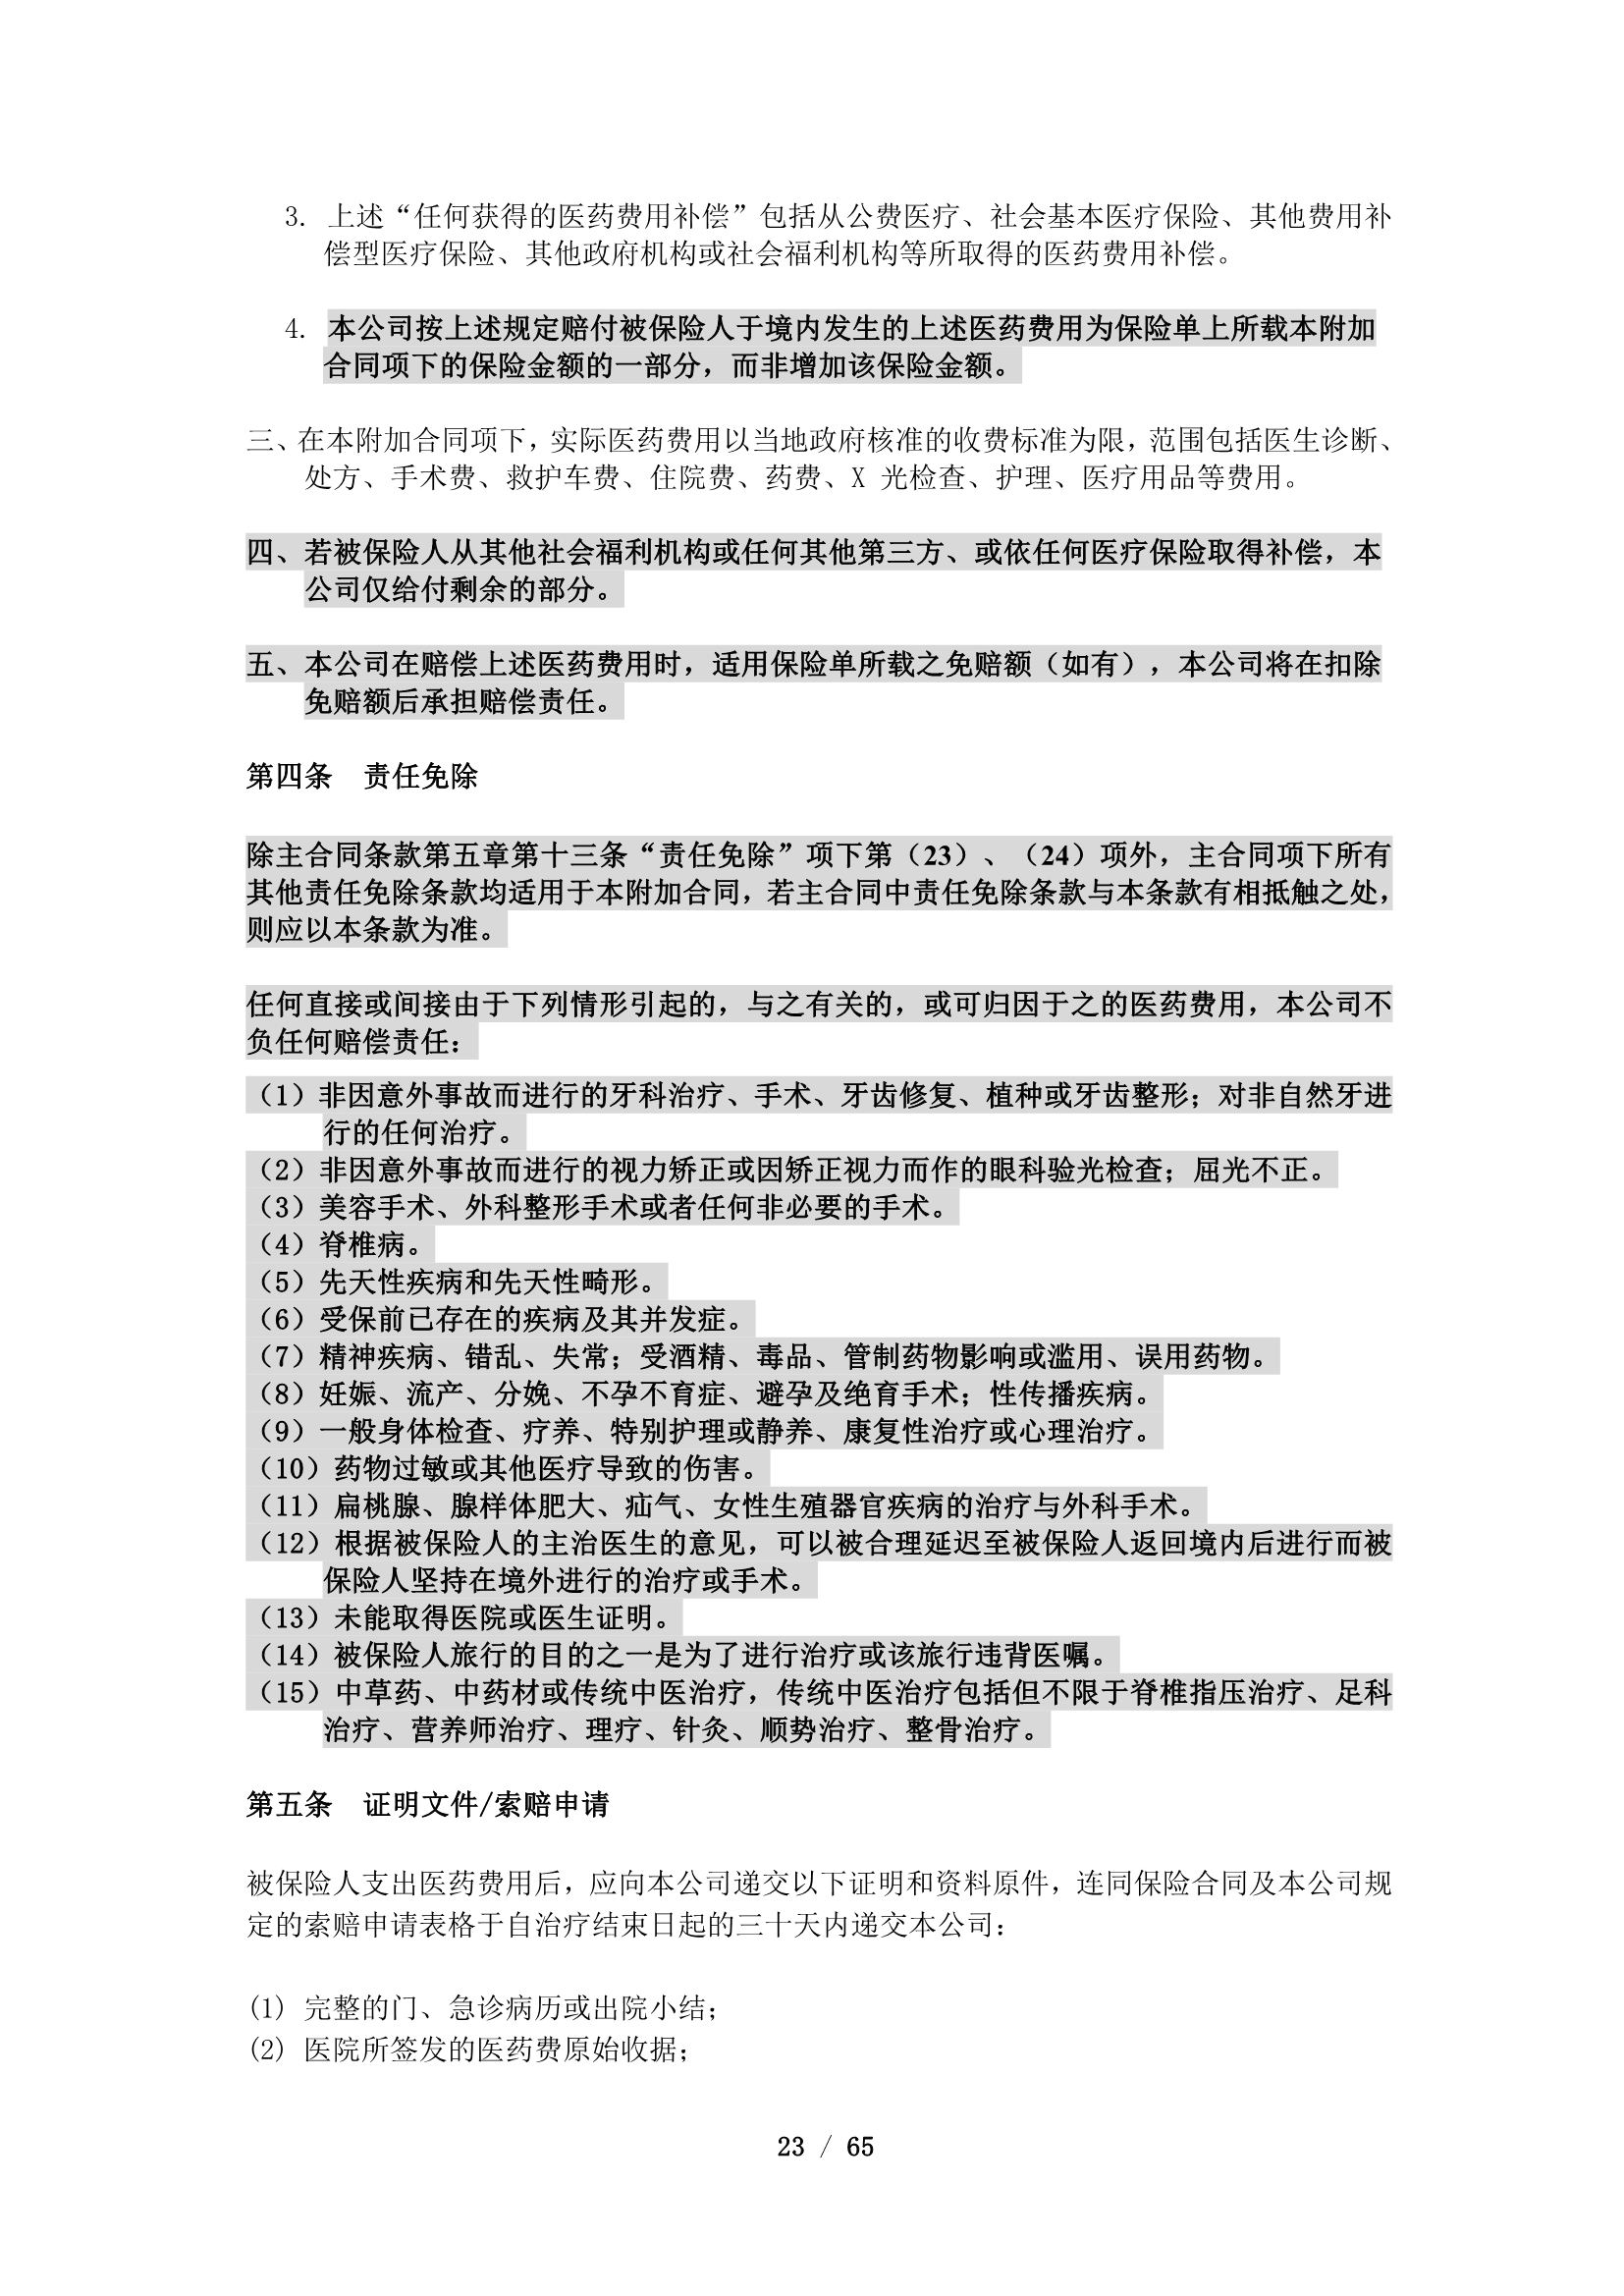 3. 上述“任何获得的医药费用补偿”包括从公费医疗、社会基本医疗保险、其他费用补
偿型医疗保险、其他政府机构或社会福利机构等所取得的医药费用补偿。
4. 本公司按上述规定赔付被保险人于境内发生的上述医药费用为保险单上所载本附加
合同项下的保险金额的一部分，而非增加该保险金额。
三、在本附加合同项下，实际医药费用以当地政府核准的收费标准为限，范围包括医生诊断、
处方、手术费、救护车费、住院费、药费、X 光检查、护理、医疗用品等费用。
四、若被保险人从其他社会福利机构或任何其他第三方、或依任何医疗保险取得补偿，本
公司仅给付剩余的部分。
五、本公司在赔偿上述医药费用时，适用保险单所载之免赔额（如有），本公司将在扣除
免赔额后承担赔偿责任。
第四条 责任免除
除主合同条款第五章第十三条“责任免除”项下第（23）、（24）项外，主合同项下所有
其他责任免除条款均适用于本附加合同，若主合同中责任免除条款与本条款有相抵触之处，
则应以本条款为准。
任何直接或间接由于下列情形引起的，与之有关的，或可归因于之的医药费用，本公司不
负任何赔偿责任：
（1）非因意外事故而进行的牙科治疗、手术、牙齿修复、植种或牙齿整形；对非自然牙进
行的任何治疗。
（2）非因意外事故而进行的视力矫正或因矫正视力而作的眼科验光检查；屈光不正。
（3）美容手术、外科整形手术或者任何非必要的手术。
（4）脊椎病。
（5）先天性疾病和先天性畸形。
（6）受保前已存在的疾病及其并发症。
（7）精神疾病、错乱、失常；受酒精、毒品、管制药物影响或滥用、误用药物。
（8）妊娠、流产、分娩、不孕不育症、避孕及绝育手术；性传播疾病。
（9）一般身体检查、疗养、特别护理或静养、康复性治疗或心理治疗。
（10）药物过敏或其他医疗导致的伤害。
（11）扁桃腺、腺样体肥大、疝气、女性生殖器官疾病的治疗与外科手术。
（12）根据被保险人的主治医生的意见，可以被合理延迟至被保险人返回境内后进行而被
保险人坚持在境外进行的治疗或手术。
（13）未能取得医院或医生证明。
（14）被保险人旅行的目的之一是为了进行治疗或该旅行违背医嘱。
（15）中草药、中药材或传统中医治疗，传统中医治疗包括但不限于脊椎指压治疗、足科
治疗、营养师治疗、理疗、针灸、顺势治疗、整骨治疗。
第五条 证明文件/索赔申请
被保险人支出医药费用后，应向本公司递交以下证明和资料原件，连同保险合同及本公司规
定的索赔申请表格于自治疗结束日起的三十天内递交本公司：
(1) 完整的门、急诊病历或出院小结；
(2) 医院所签发的医药费原始收据；
23 / 65